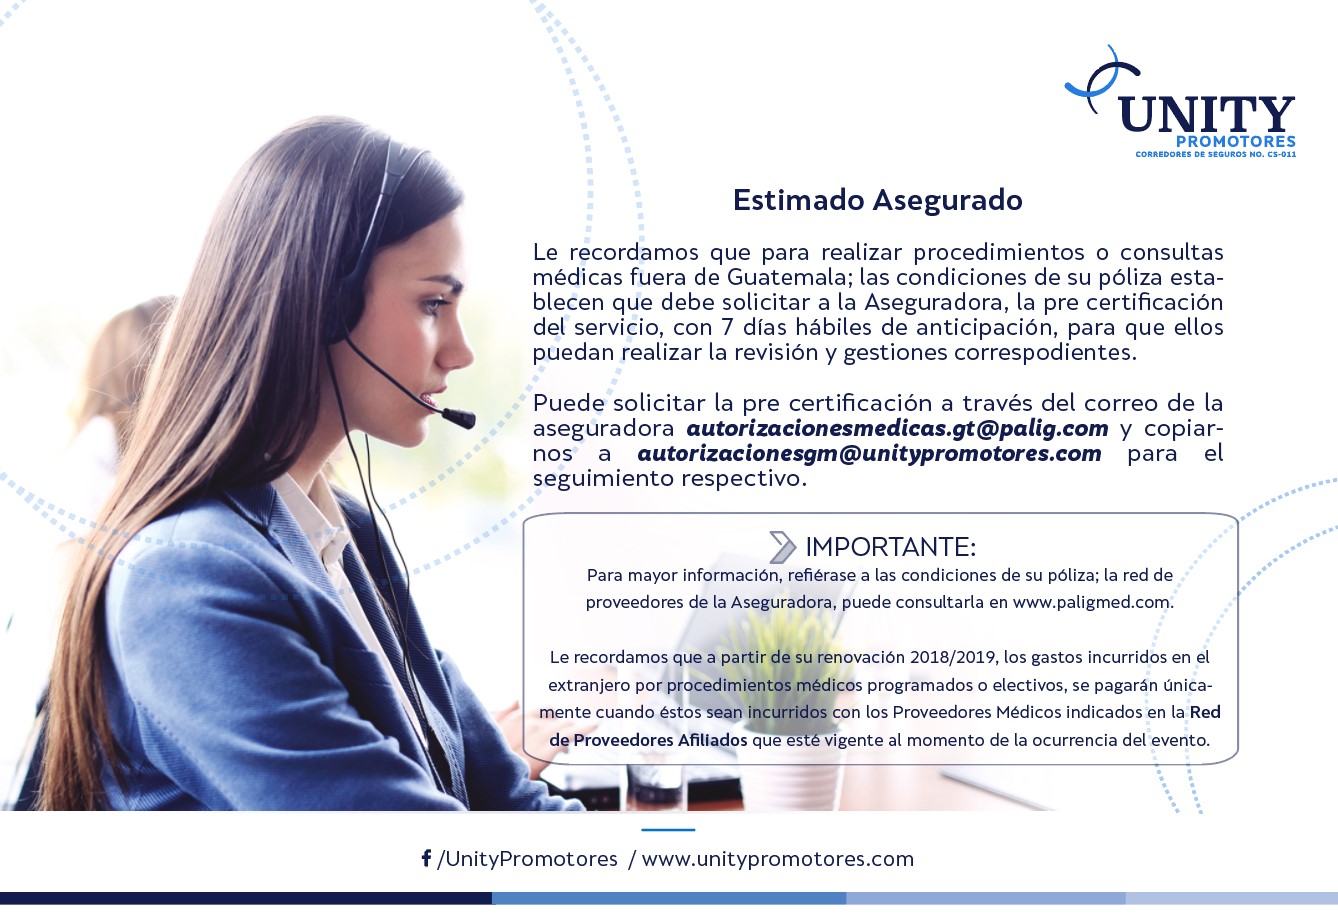 UNITY
PROMOTORES
CORREDORES DE SEGUROS NO. CS-011
Estimado Asegurado
Le recordamos que para realizar procedimientos o consultas
médicas fuera de Guatemala; las condiciones de su póliza esta-
blecen que debe solicitar a la Aseguradora, la pre certificación
del servicio, con 7 días hábiles de anticipación, para que ellos
puedan realizar la revisión y gestiones correspodientes.
Puede solicitar la pre certificación a través del correo de la
aseguradora autorizacionesmedicas.gt@palig.com y copiar-
nos a autorizacionesgm@unitypromotores.com para el
seguimiento respectivo.
IMPORTANTE:
Para mayor información, refiérase a las condiciones de su póliza; la red de
proveedores de la Aseguradora, puede consultarla en www.paligmed.com.
Le recordamos que a partir de su renovación 2018/2019, los gastos incurridos en el
extranjero por procedimientos médicos programados o electivos, se pagarán única-
mente cuando éstos sean incurridos con los Proveedores Médicos indicados en la Red
de Proveedores Afiliados que esté vigente al momento de la ocurrencia del evento.
f /UnityPromotores / www.unitypromotores.com